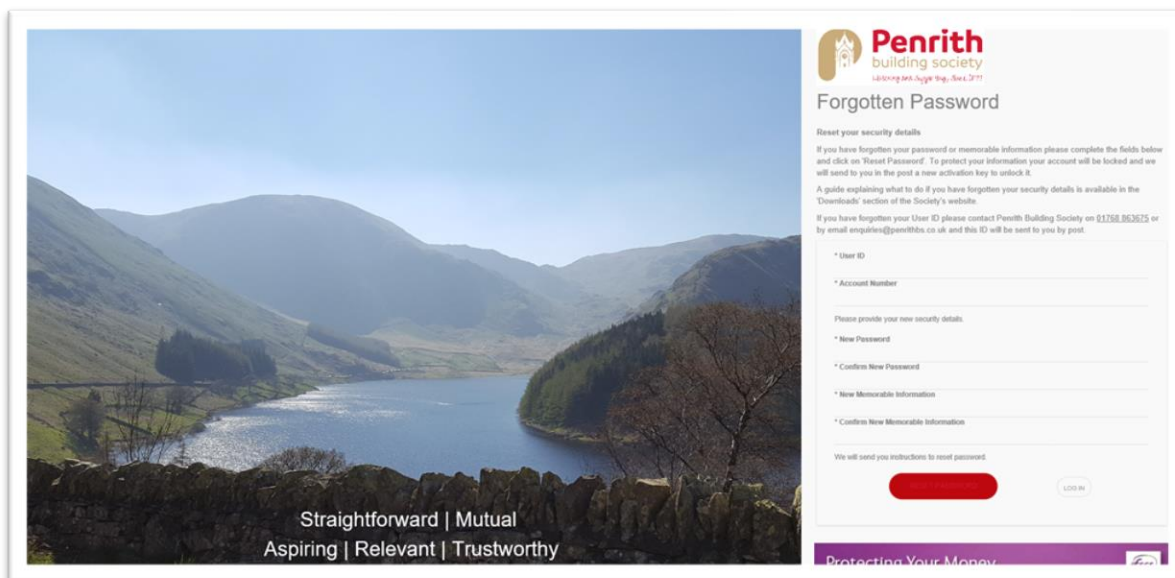 Penrith
building society
Forgotten Password
Reset your security details
If you have forgotten your password or memorable information please complete the fields below
and click on 'Reset Password'. To protect your information your account will be locked and we
will send to you in the post a new activation key to unlock it.
A guide explaining what to do if you have forgotten your security details is available in the
'Downloads' section of the Society's website.
If you have forgotten your User ID please contact Penrith Building Society on 01768 863675 or
by email enquiries@penrithbs.co.uk and this ID will be sent to you by post.
* User ID
* Account Number
Please provide your new security details.
* New Password
* Confirm New Password
* New Memorable Information
* Confirm New Memorable Information
We will send you instructions to reset password.
RESET PASSWORD
LOG IN
Straightforward | Mutual
Aspiring | Relevant | Trustworthy
Protecting Your Money